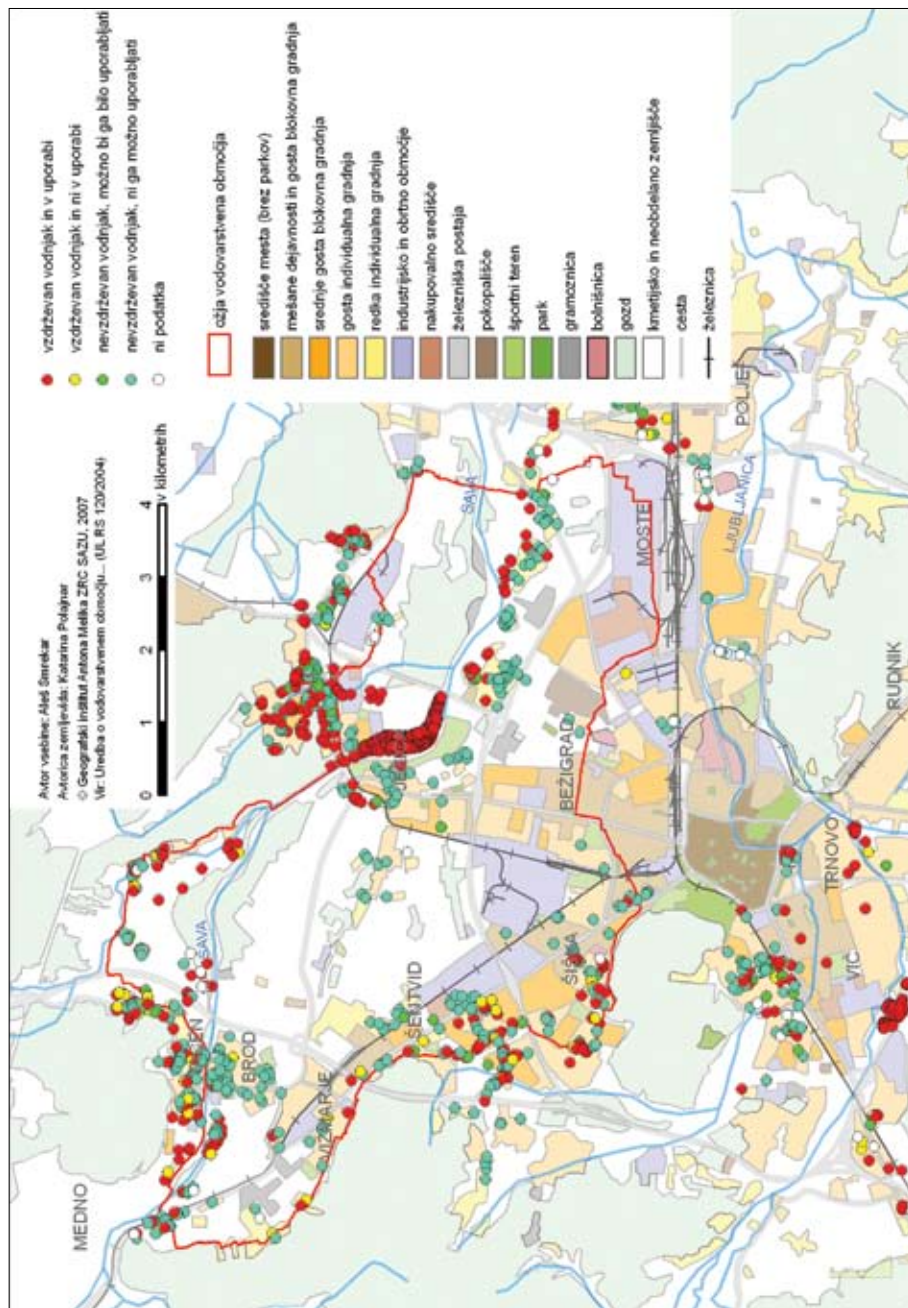 Avtor vsebine: Aleš Smrekar
Avtorica zemljevida: Katarina Polajnar
© Geografski inštitut Antona Melika ZRC SAZU, 2007
Vir: Uredba o vodovarstvenem območju... (UL RS 120/2004)
0 1 2 3 4
v kilometrih
vzdrževan vodnjak in v uporabi
vzdrževan vodnjak in ni v uporabi
nevzdrževan vodnjak, možno bi ga bilo uporabljati
nevzdrževan vodnjak, ni ga možno uporabljati
ni podatka
ožja vodovarstvena območja
središče mesta (brez parkov)
mešane dejavnosti in gosta blokovna gradnja
srednje gosta blokovna gradnja
gosta individualna gradnja
redka individualna gradnja
industrijsko in obrtno območje
nakupovalno središče
železniška postaja
pokopališče
športni teren
park
gramoznica
bolnišnica
gozd
kmetijsko in neobdelano zemljišče
cesta
železnica
MEDNO
BROD
SAVA
VIŽMARJE
ŠENTVID
ŠIŠKA
BEŽIGRAD
SAVA
MOSTE
POLJE
LJUBLJANICA
VIČ
TRNOVO
RUDNIK